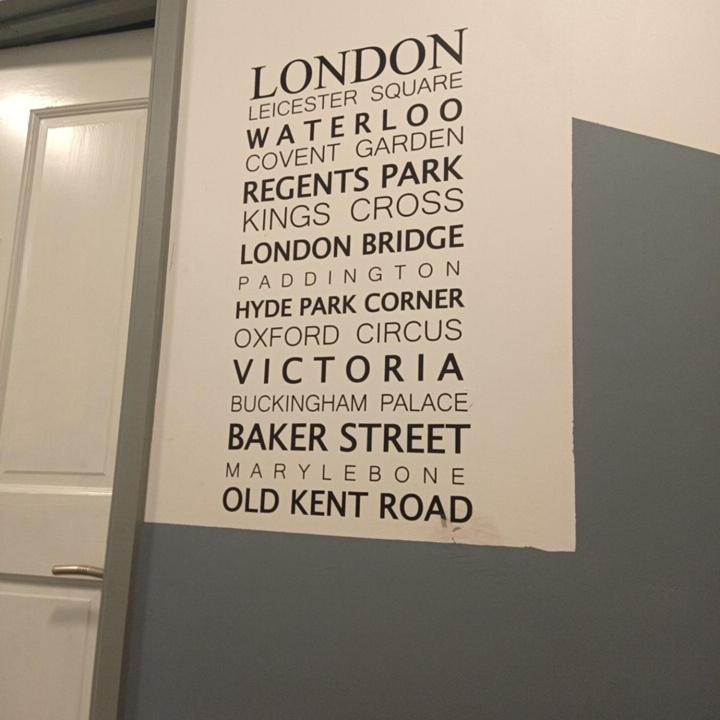 LONDON
LEICESTER SQUARE
WATERLOO
COVENT GARDEN
REGENTS PARK
KINGS CROSS
LONDON BRIDGE
PADDINGTON
HYDE PARK CORNER
OXFORD CIRCUS
VICTORIA
BUCKINGHAM PALACE
BAKER STREET
MARYLEBONE
OLD KENT ROAD